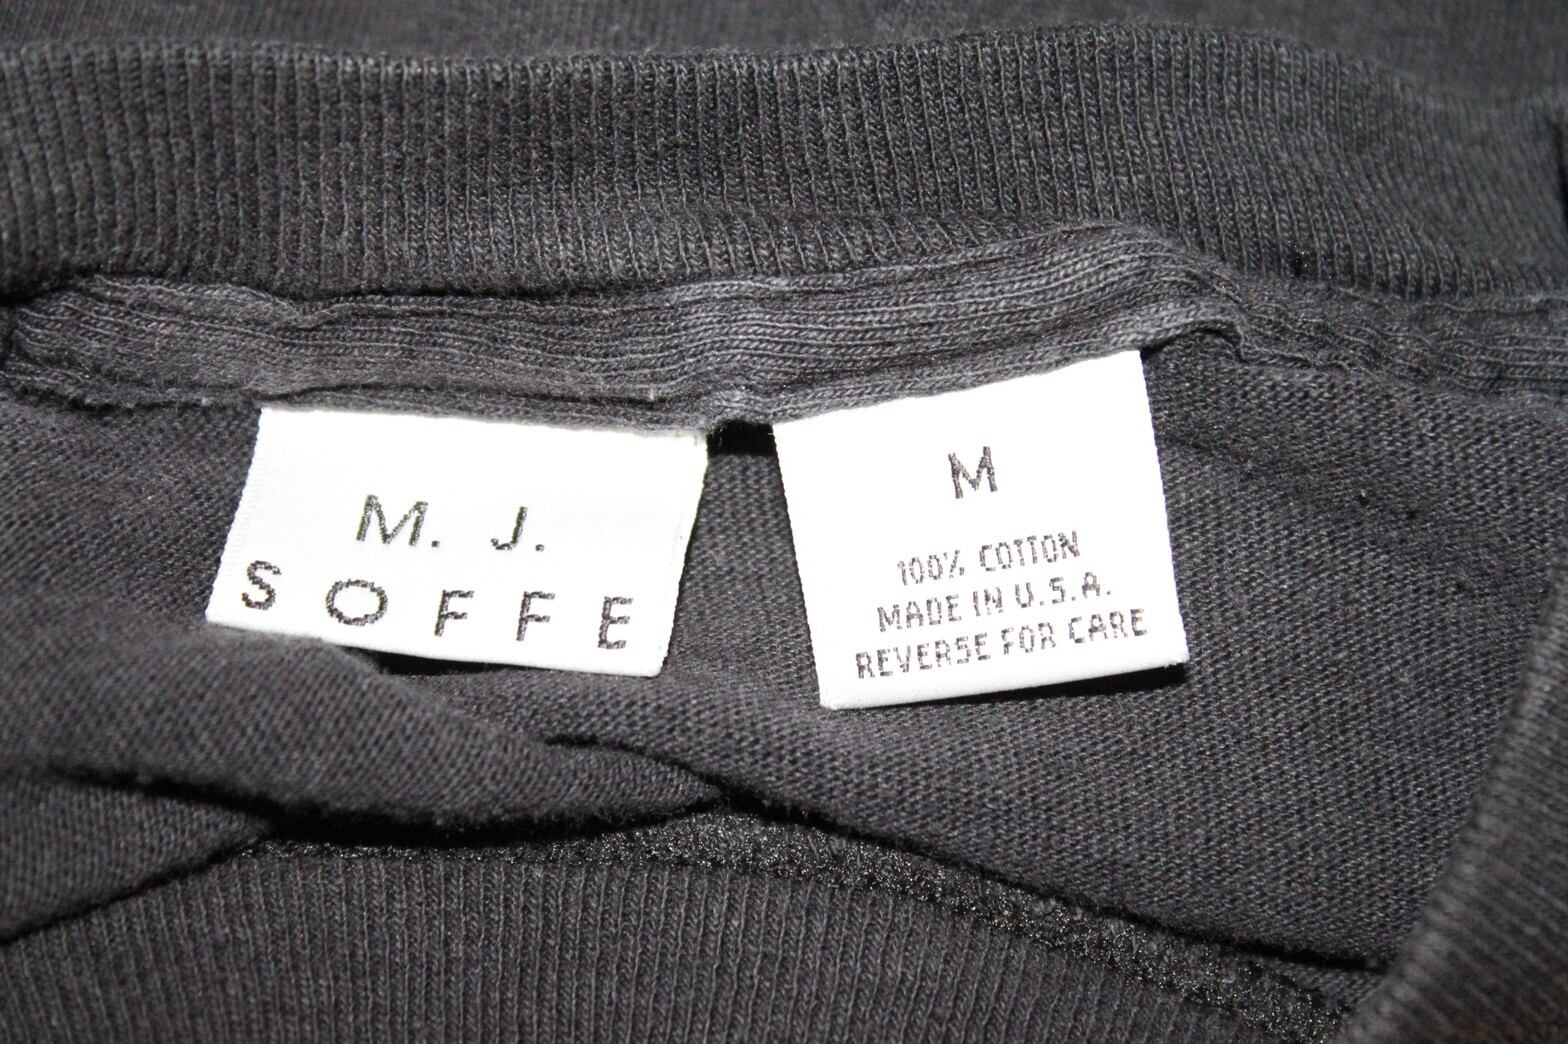 M. J.
SOFFE
M
100% COTTON
MADE IN U.S.A.
REVERSE FOR CARE